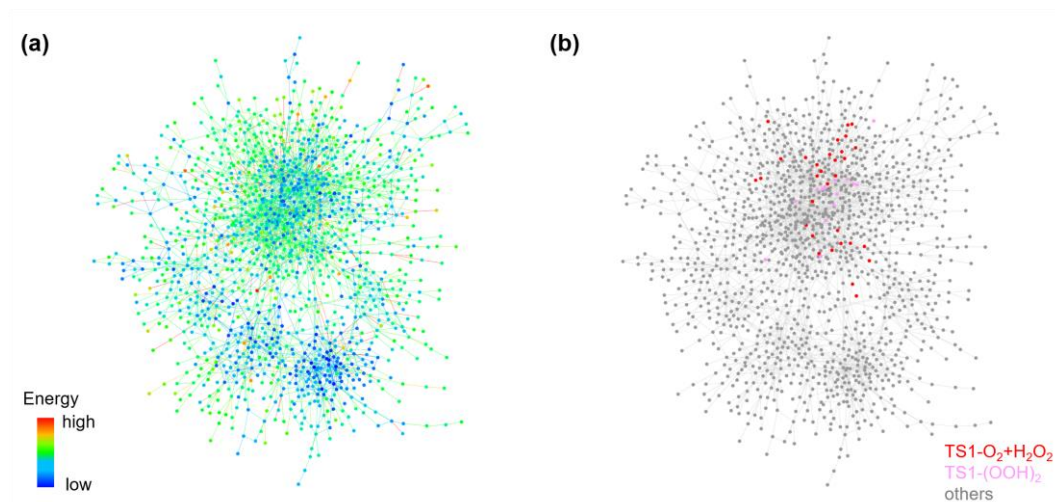 (a)
(b)
Energy
high
low
TS1-O₂+H₂O₂
TS1-(OOH)₂
others